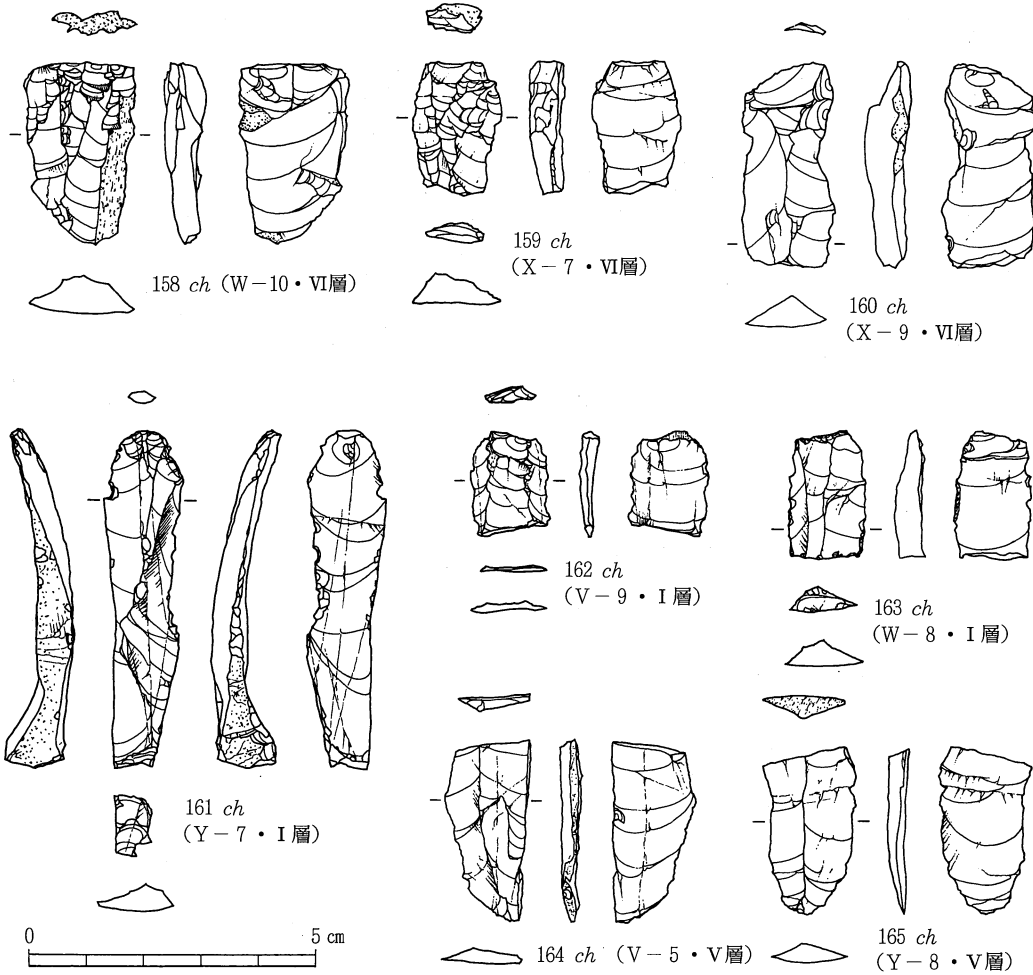 158 ch (W－10・Ⅵ層)
159 ch
(X－7・Ⅵ層)
160 ch
(X－9・Ⅵ層)
161 ch
(Y－7・Ⅰ層)
162 ch
(V－9・Ⅰ層)
163 ch
(W－8・Ⅰ層)
164 ch (V－5・Ⅴ層)
165 ch
(Y－8・Ⅴ層)
0 5 cm